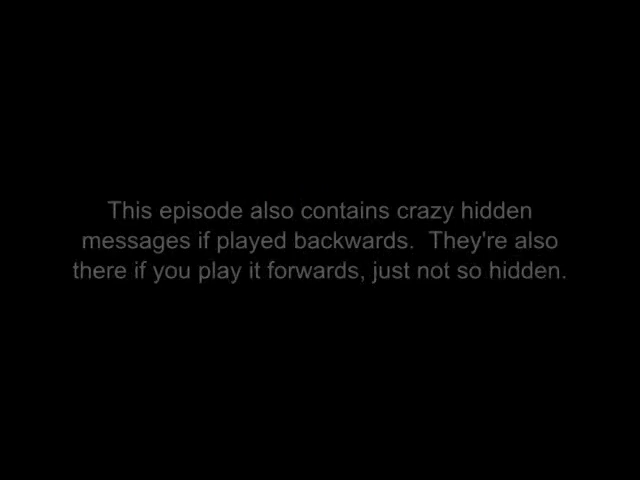 This episode also contains crazy hidden
messages if played backwards.  They're also
there if you play it forwards, just not so hidden.